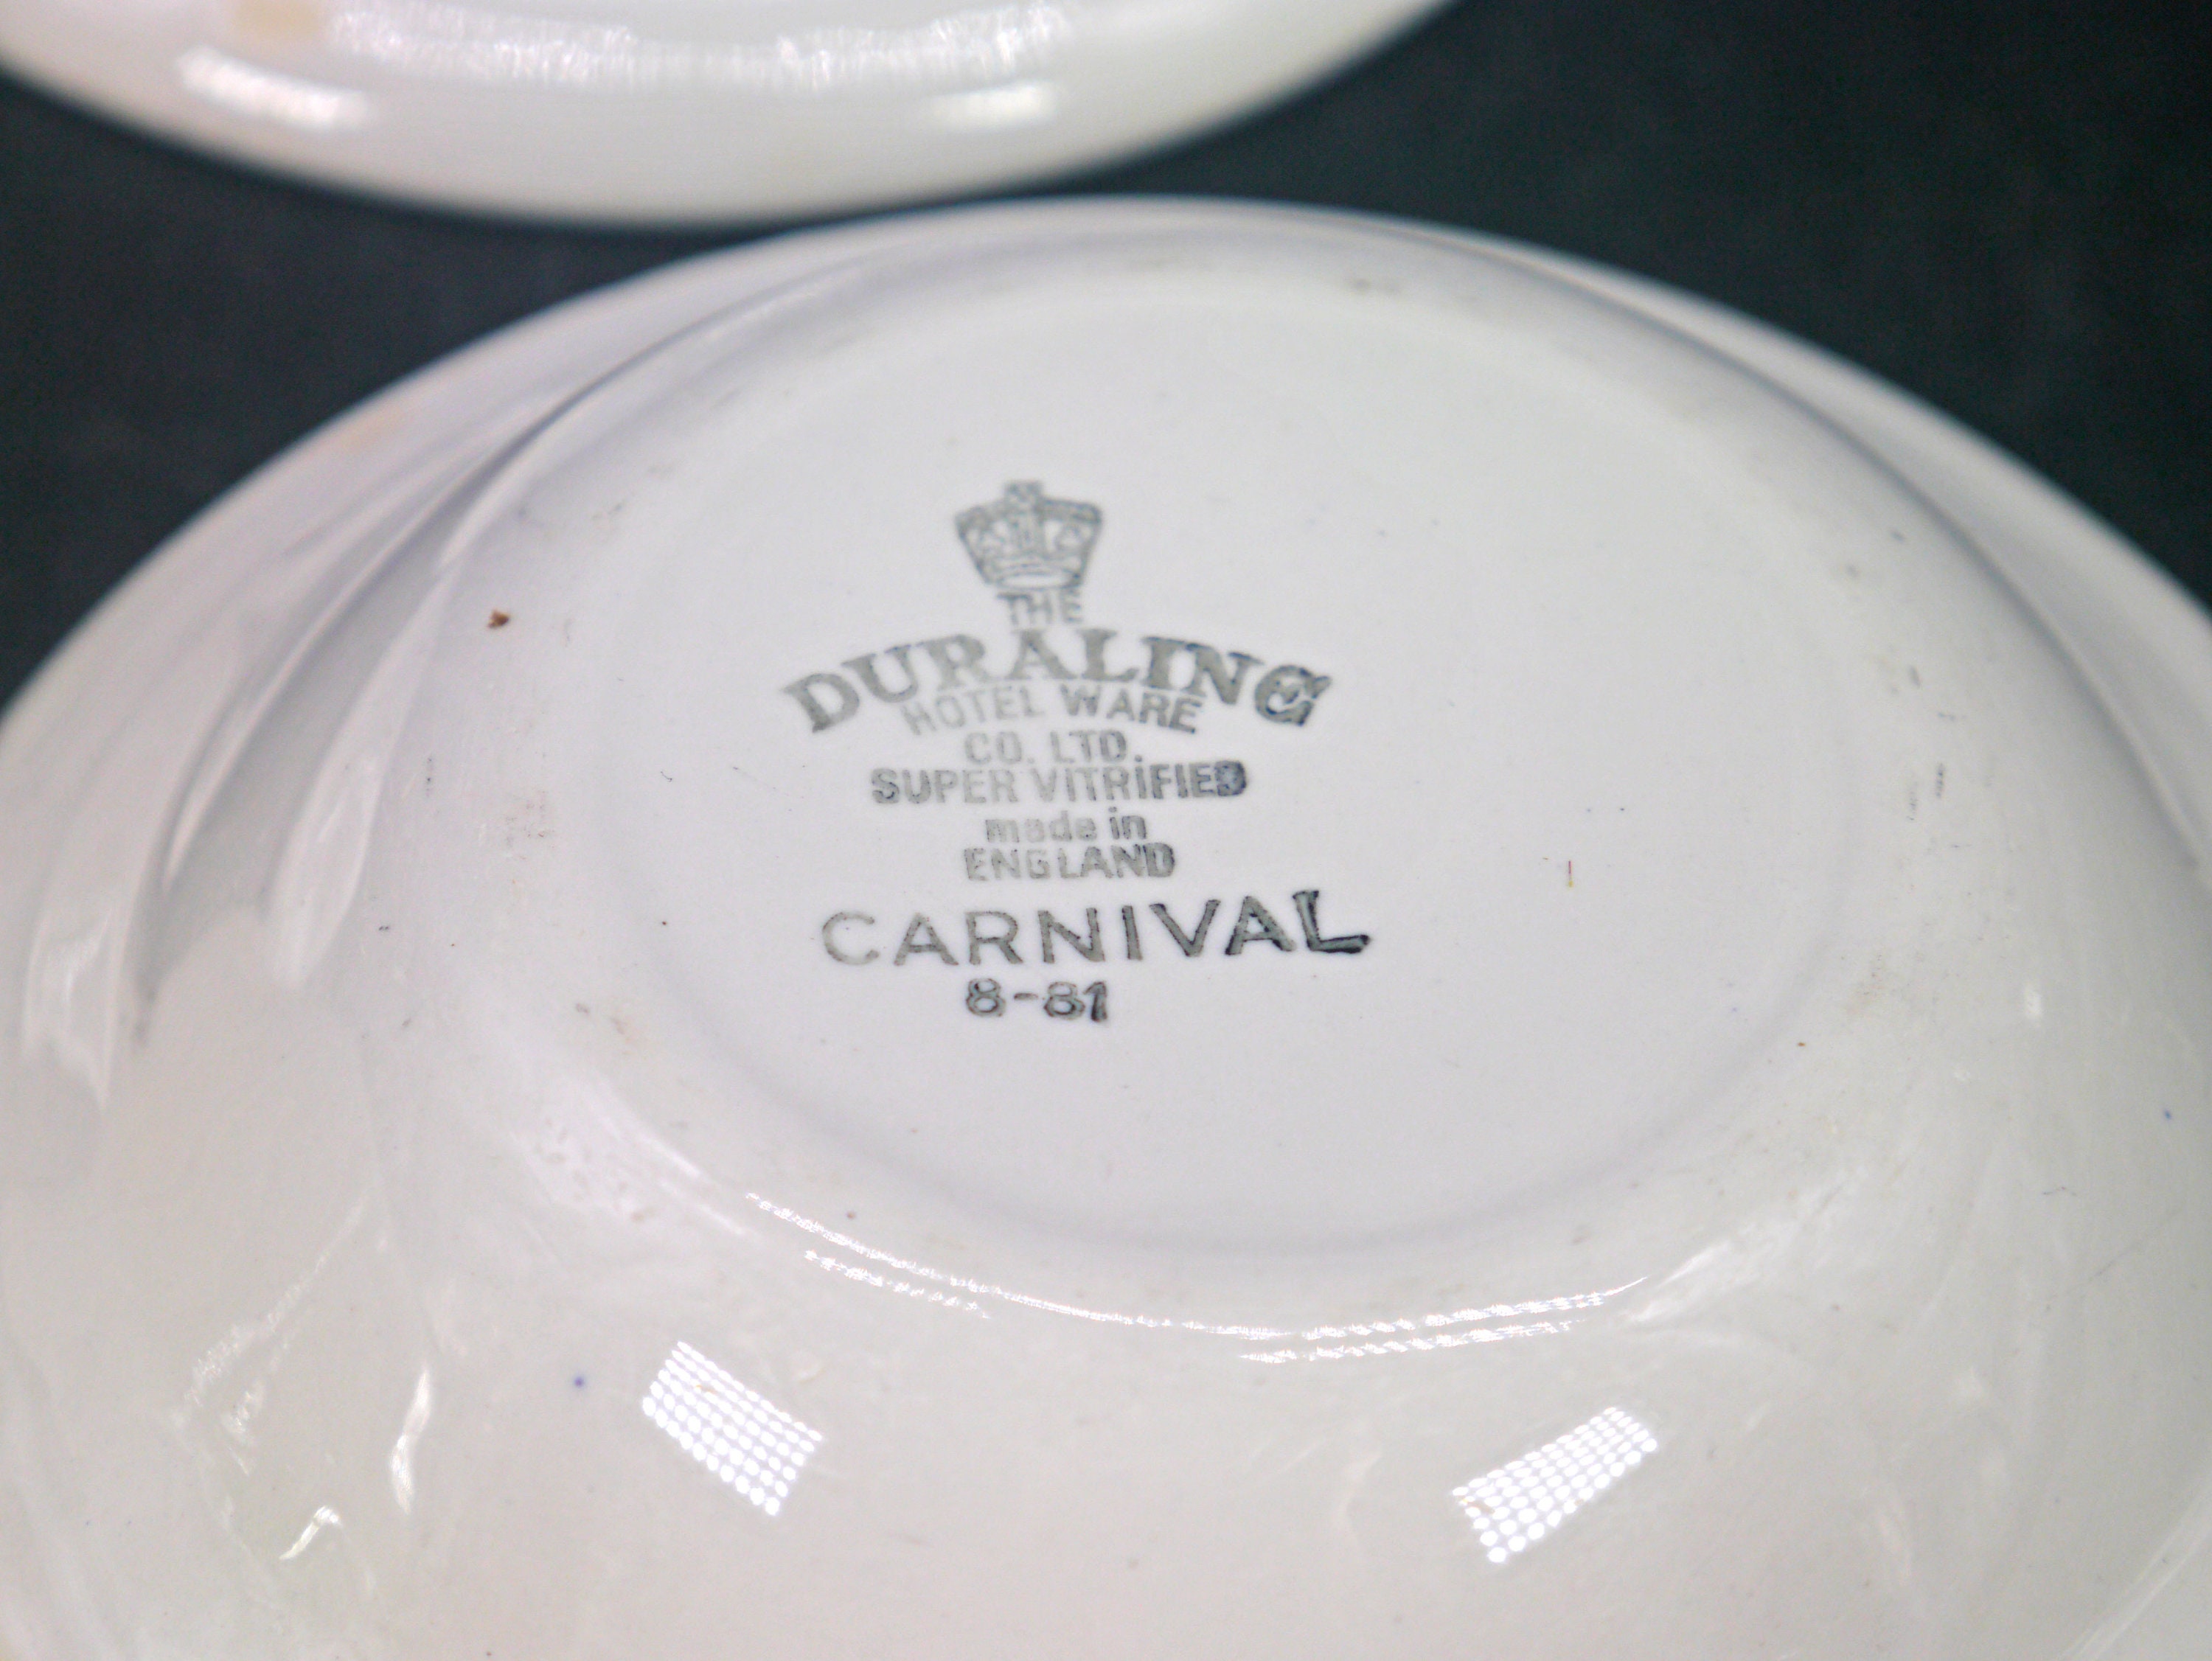 THE
DURALINE
HOTEL WARE
CO. LTD.
SUPER VITRIFIED
made in
ENGLAND
CARNIVAL
8-81